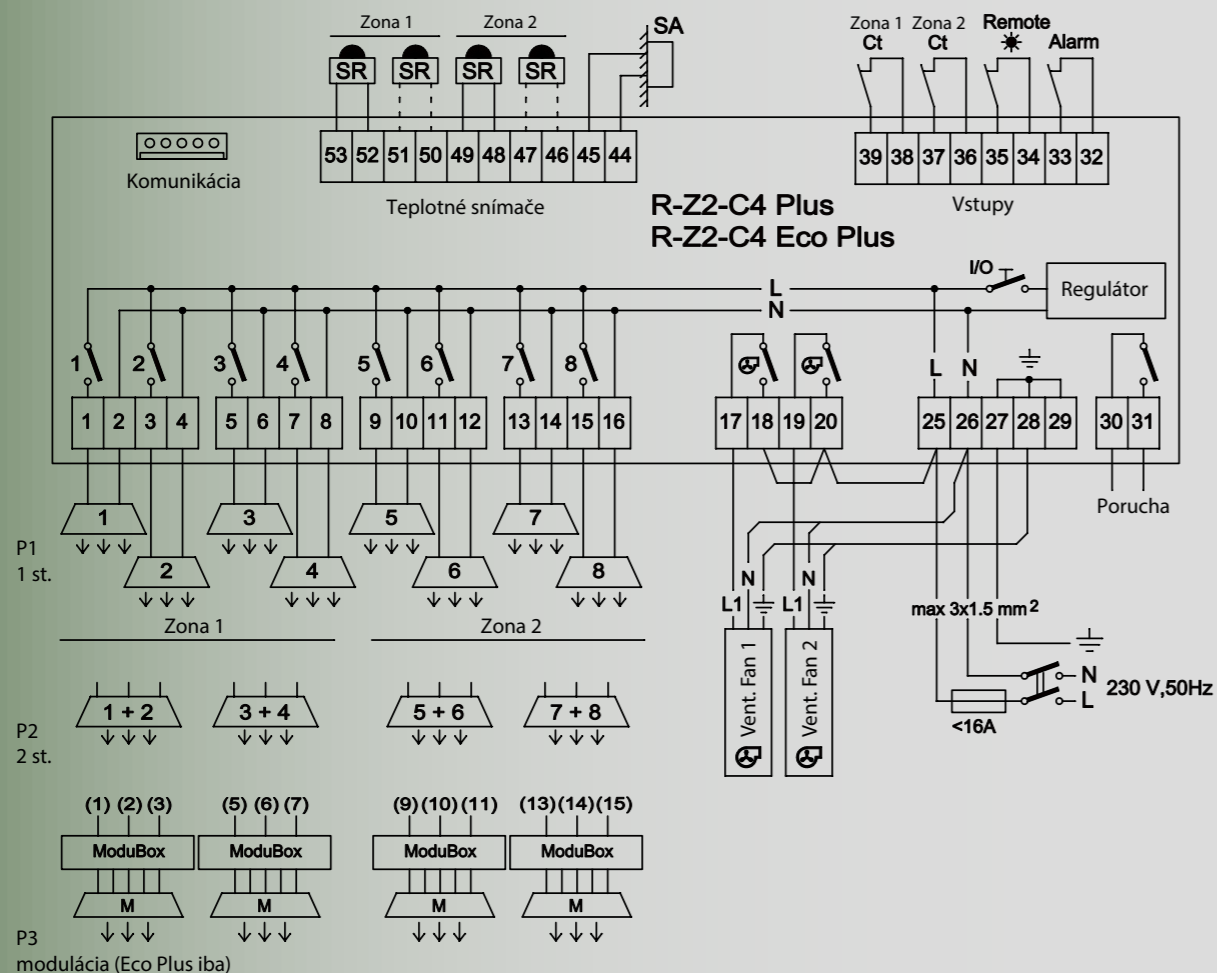 Zona 1 Zona 2 SA Zona 1 Zona 2 Remote
Ct Ct Alarm
SR SR SR SR
53 52 51 50 49 48 47 46 45 44 39 38 37 36 35 34 33 32
Komunikácia
Teplotné snímače Vstupy
R-Z2-C4 Plus
R-Z2-C4 Eco Plus
I/O
L Regulátor
N
1 2 3 4 5 6 7 8 L N
1 2 3 4 5 6 7 8 9 10 11 12 13 14 15 16 17 18 19 20 25 26 27 28 29 30 31
Porucha
1 3 5 7
P1
1 st.
2 4 6 8
N N
L1 L1
max 3x1.5 mm2
Zona 1 Zona 2
Vent. Fan 1 Vent. Fan 2
N
L
230 V,50Hz
<16A
1 + 2 3 + 4 5 + 6 7 + 8
P2
2 st.
(1) (2) (3) (5) (6) (7) (9) (10) (11) (13) (14) (15)
ModuBox ModuBox ModuBox ModuBox
M M M M
P3
modulácia (Eco Plus iba)